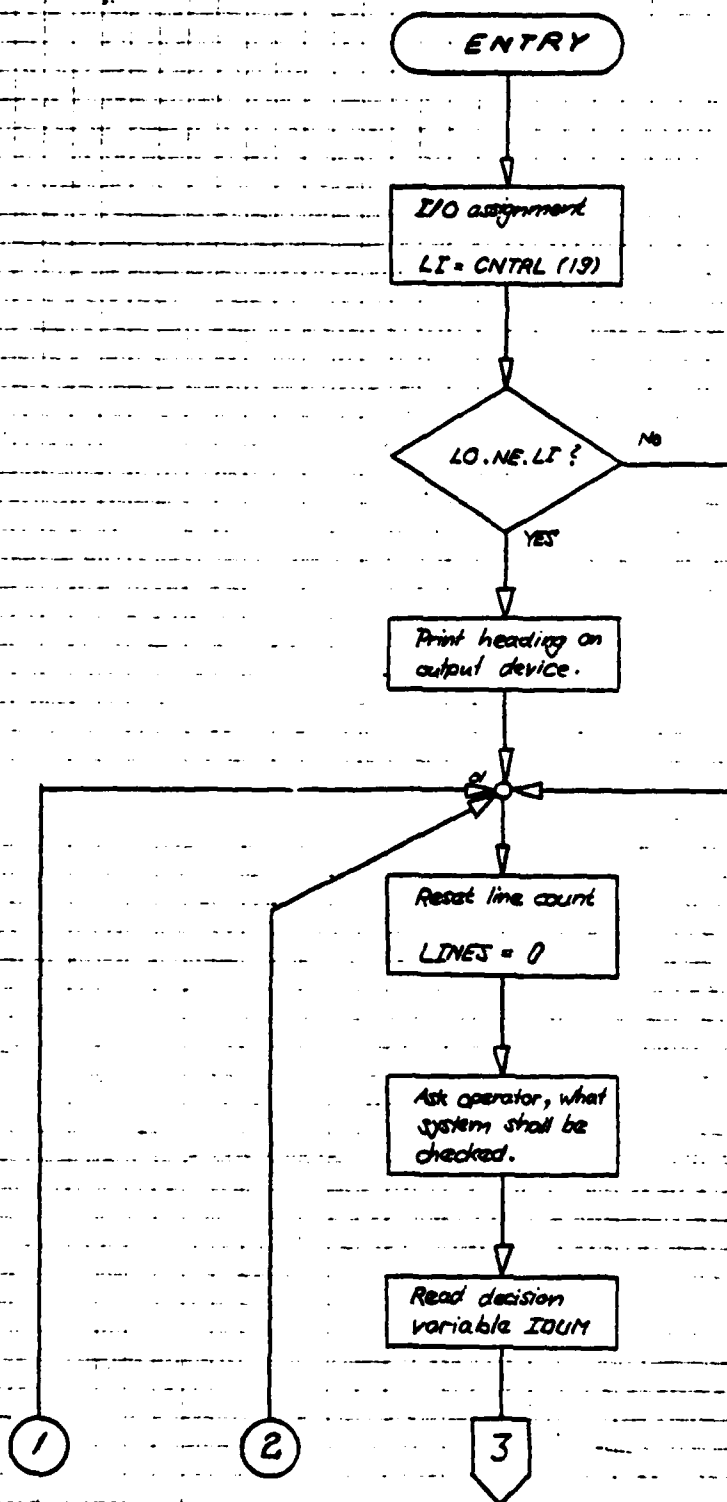 ENTRY
I/O assignment
LI = CNTRL (19)
LO.NE.LI ?
No
YES
Print heading on
output device.
Reset line count
LINES = 0
Ask operator, what
system shall be
checked.
Read decision
variable IDUM
1
2
3